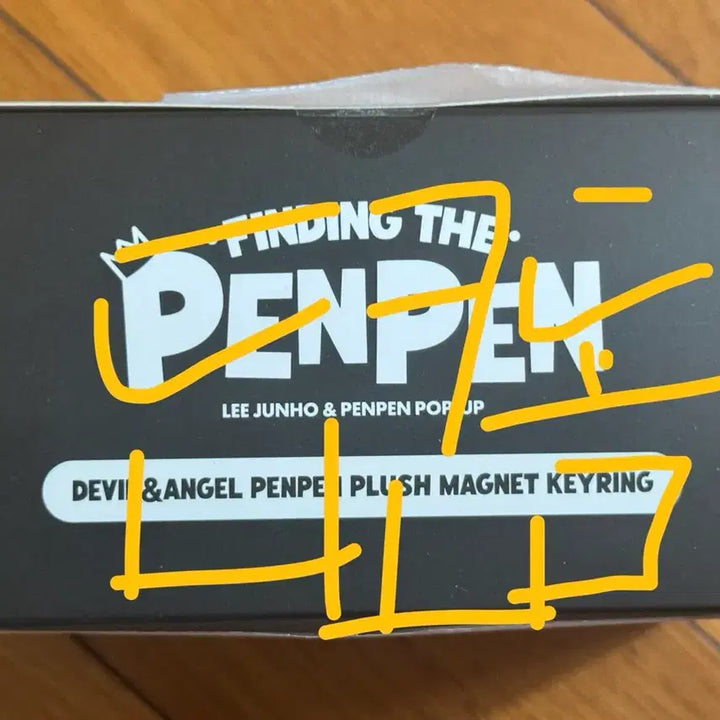 FINDING THE
PENPEN
LEE JUNHO & PENPEN POP UP
DEVIL&ANGEL PENPEN PLUSH MAGNET KEYRING